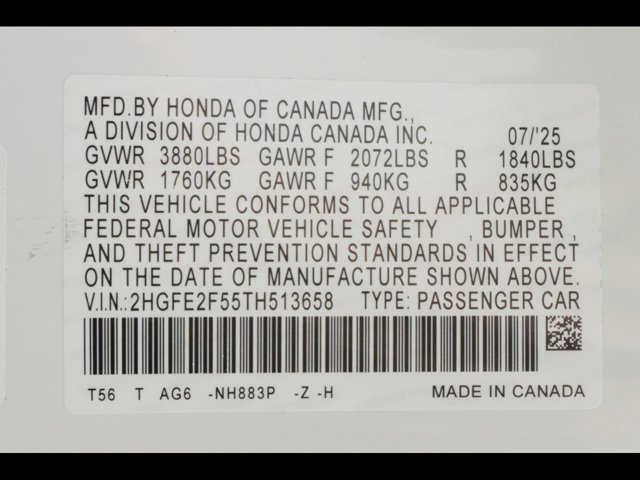 MFD.BY HONDA OF CANADA MFG.,
A DIVISION OF HONDA CANADA INC. 07/'25
GVWR 3880LBS GAWR F 2072LBS R 1840LBS
GVWR 1760KG GAWR F 940KG R 835KG
THIS VEHICLE CONFORMS TO ALL APPLICABLE
FEDERAL MOTOR VEHICLE SAFETY , BUMPER ,
AND THEFT PREVENTION STANDARDS IN EFFECT
ON THE DATE OF MANUFACTURE SHOWN ABOVE.
V.I.N.:2HGFE2F55TH513658 TYPE: PASSENGER CAR
T56 T AG6 -NH883P -Z -H MADE IN CANADA